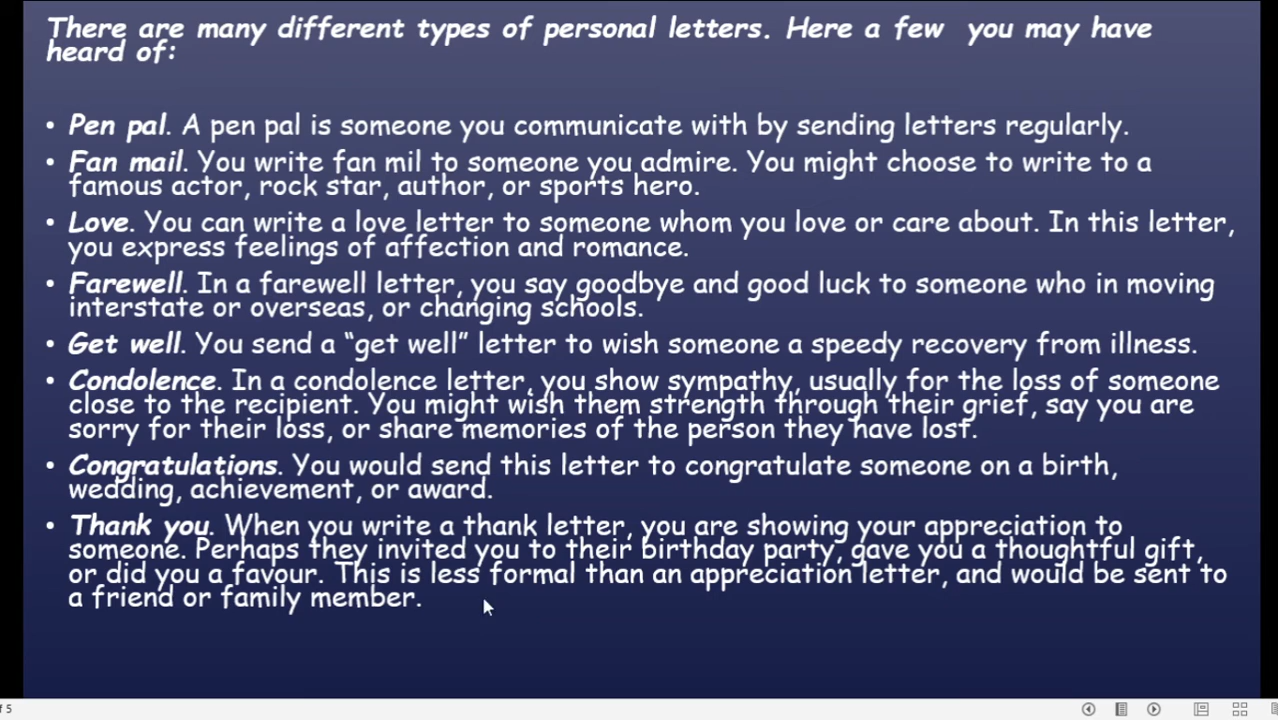 There are many different types of personal letters. Here a few you may have
heard of:
• Pen pal. A pen pal is someone you communicate with by sending letters regularly.
• Fan mail. You write fan mil to someone you admire. You might choose to write to a
famous actor, rock star, author, or sports hero.
• Love. You can write a love letter to someone whom you love or care about. In this letter,
you express feelings of affection and romance.
• Farewell. In a farewell letter, you say goodbye and good luck to someone who in moving
interstate or overseas, or changing schools.
• Get well. You send a “get well” letter to wish someone a speedy recovery from illness.
• Condolence. In a condolence letter, you show sympathy, usually for the loss of someone
close to the recipient. You might wish them strength through their grief, say you are
sorry for their loss, or share memories of the person they have lost.
• Congratulations. You would send this letter to congratulate someone on a birth,
wedding, achievement, or award.
• Thank you. When you write a thank letter, you are showing your appreciation to
someone. Perhaps they invited you to their birthday party, gave you a thoughtful gift,
or did you a favour. This is less formal than an appreciation letter, and would be sent to
a friend or family member.
f 5